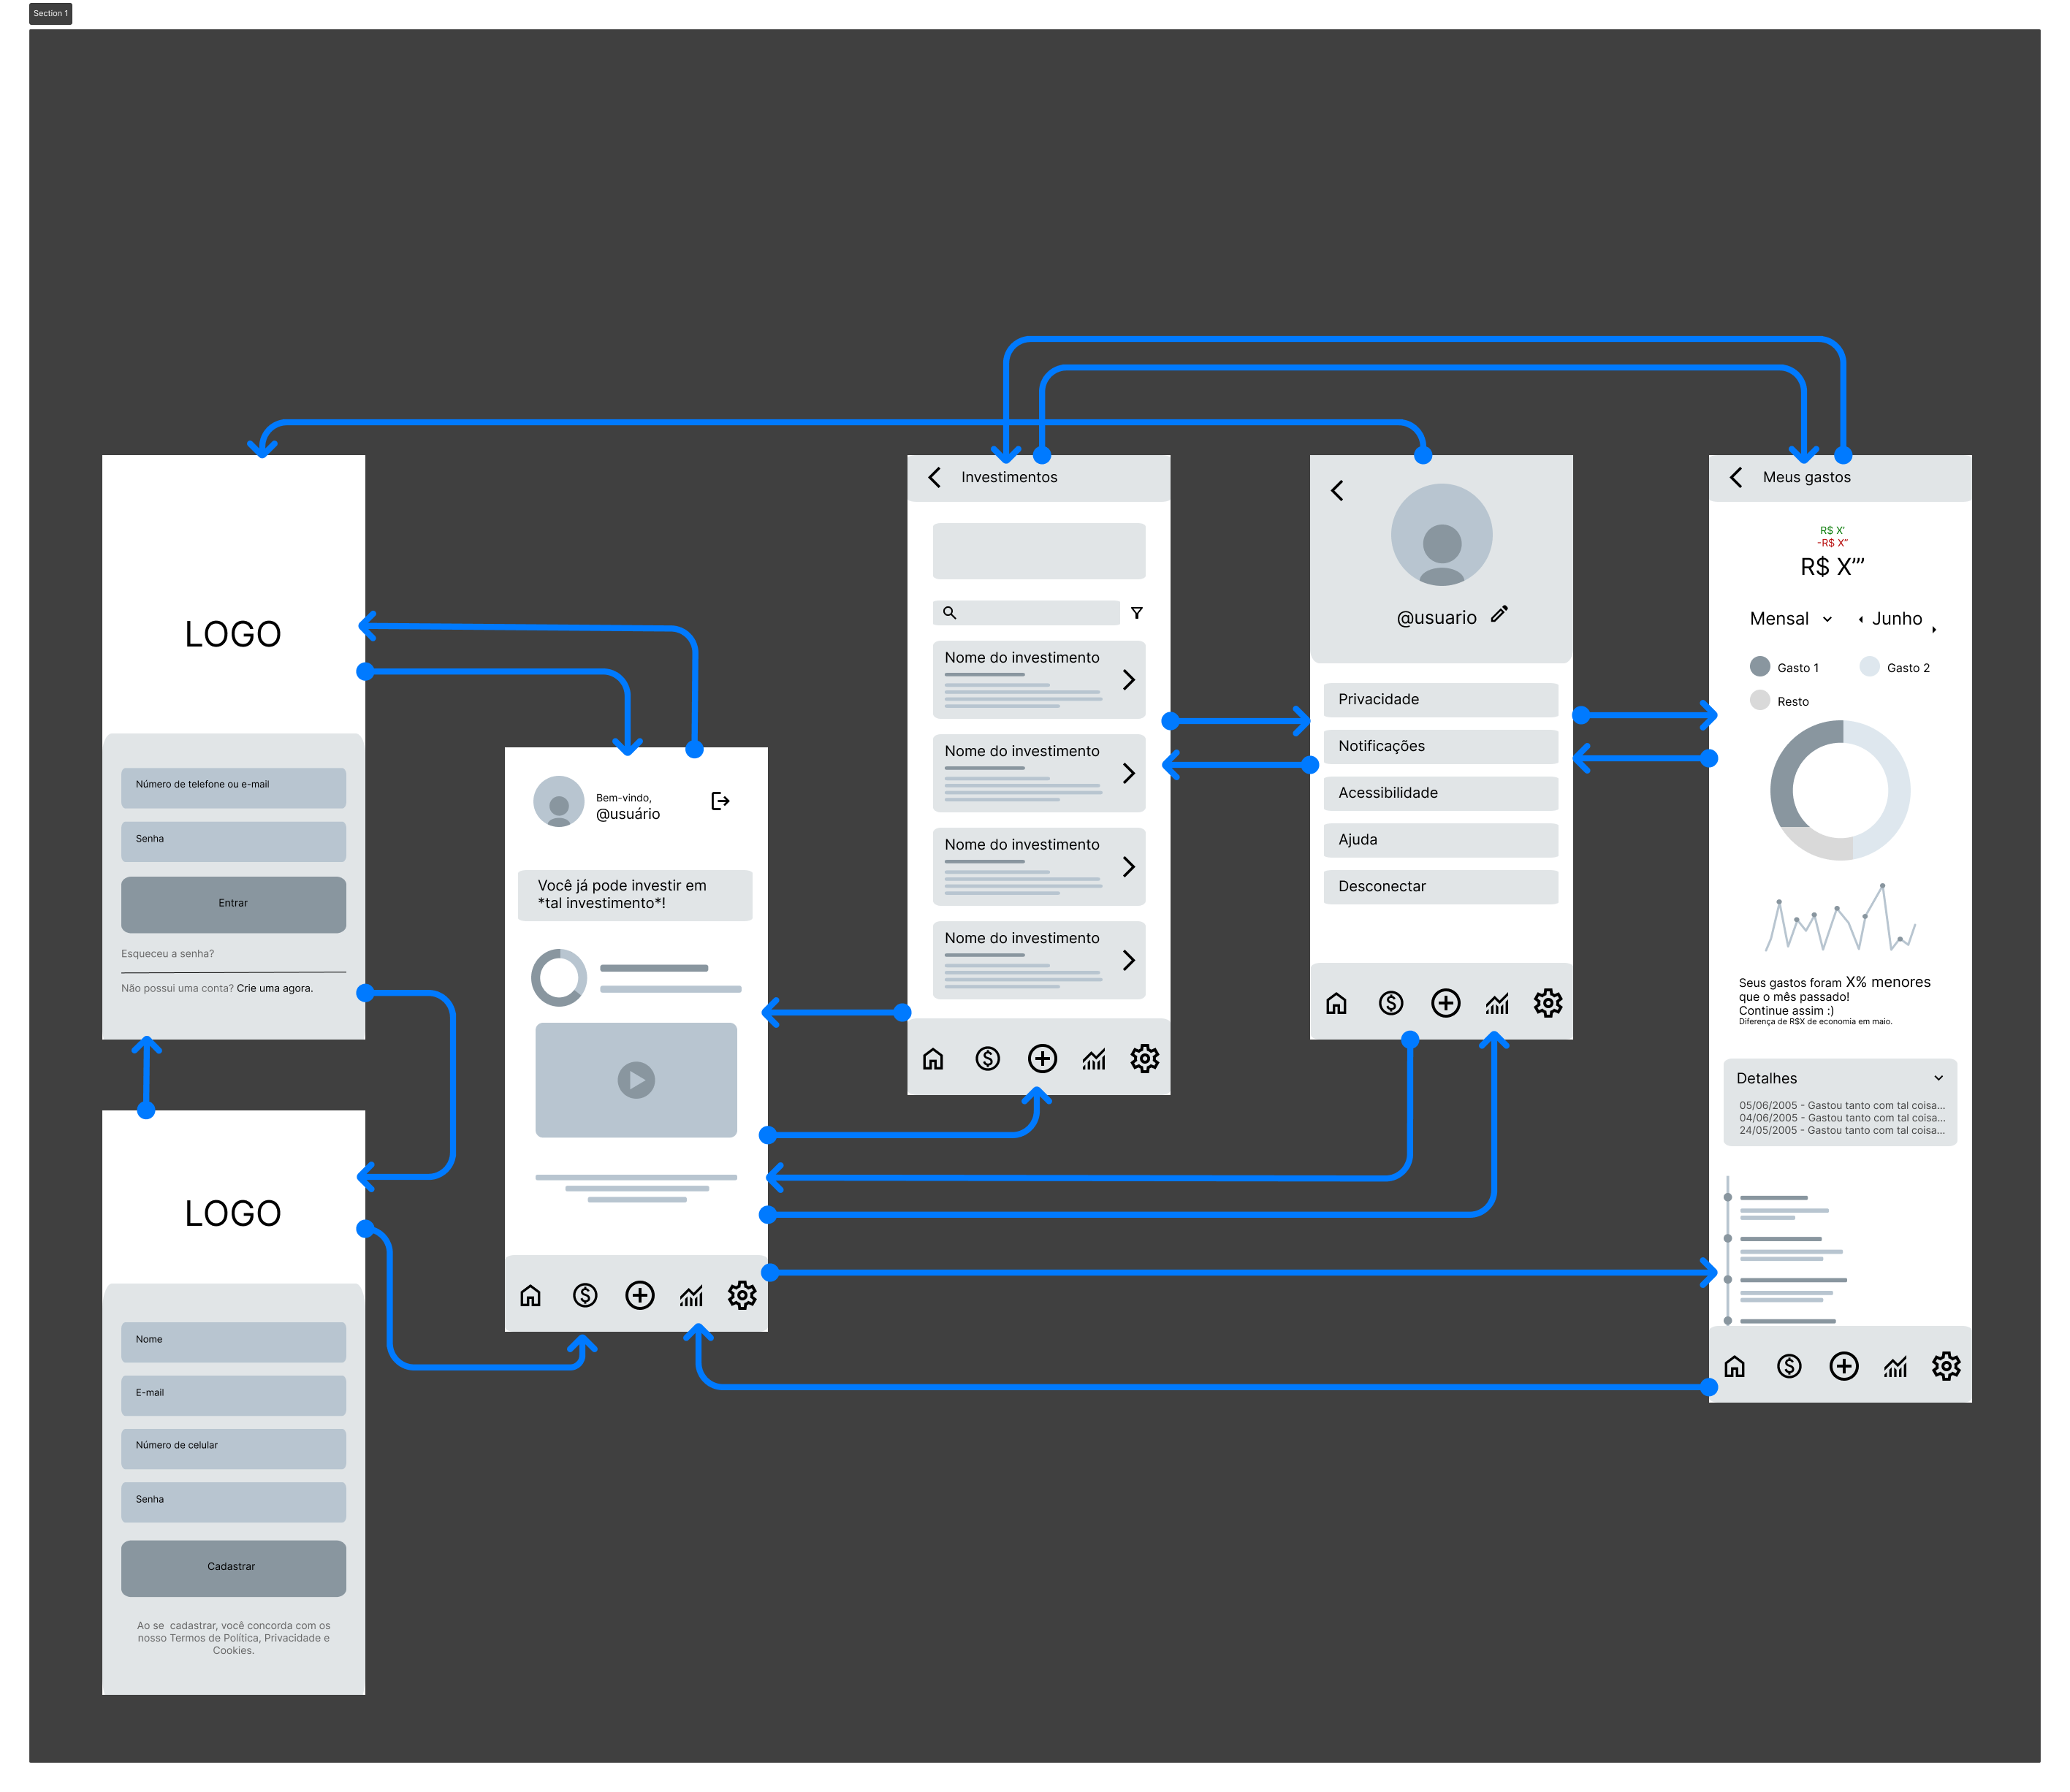 Section 1
LOGO
Número de telefone ou e-mail
Senha
Entrar
Esqueceu a senha?
Não possui uma conta? Crie uma agora.
LOGO
Nome
E-mail
Número de celular
Senha
Cadastrar
Ao se  cadastrar, você concorda com os
nosso Termos de Política, Privacidade e
Cookies.
Bem-vindo,
@usuário
Você já pode investir em
*tal investimento*!
Investimentos
Nome do investimento
Nome do investimento
Nome do investimento
Nome do investimento
@usuario
Privacidade
Notificações
Acessibilidade
Ajuda
Desconectar
Meus gastos
R$ X'
-R$ X''
R$ X'''
Mensal
Junho
Gasto 1
Gasto 2
Resto
Seus gastos foram X% menores
que o mês passado!
Continue assim :)
Diferença de R$X de economia em maio.
Detalhes
05/06/2005 - Gastou tanto com tal coisa...
04/06/2005 - Gastou tanto com tal coisa...
24/05/2005 - Gastou tanto com tal coisa...